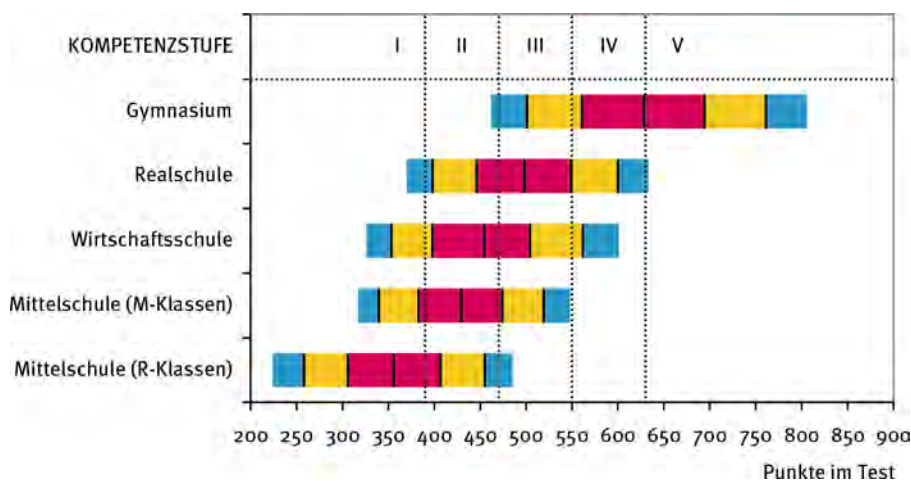 KOMPETENZSTUFE I II III IV V
Gymnasium
Realschule
Wirtschaftsschule
Mittelschule (M-Klassen)
Mittelschule (R-Klassen)
200 250 300 350 400 450 500 550 600 650 700 750 800 850 900
Punkte im Test